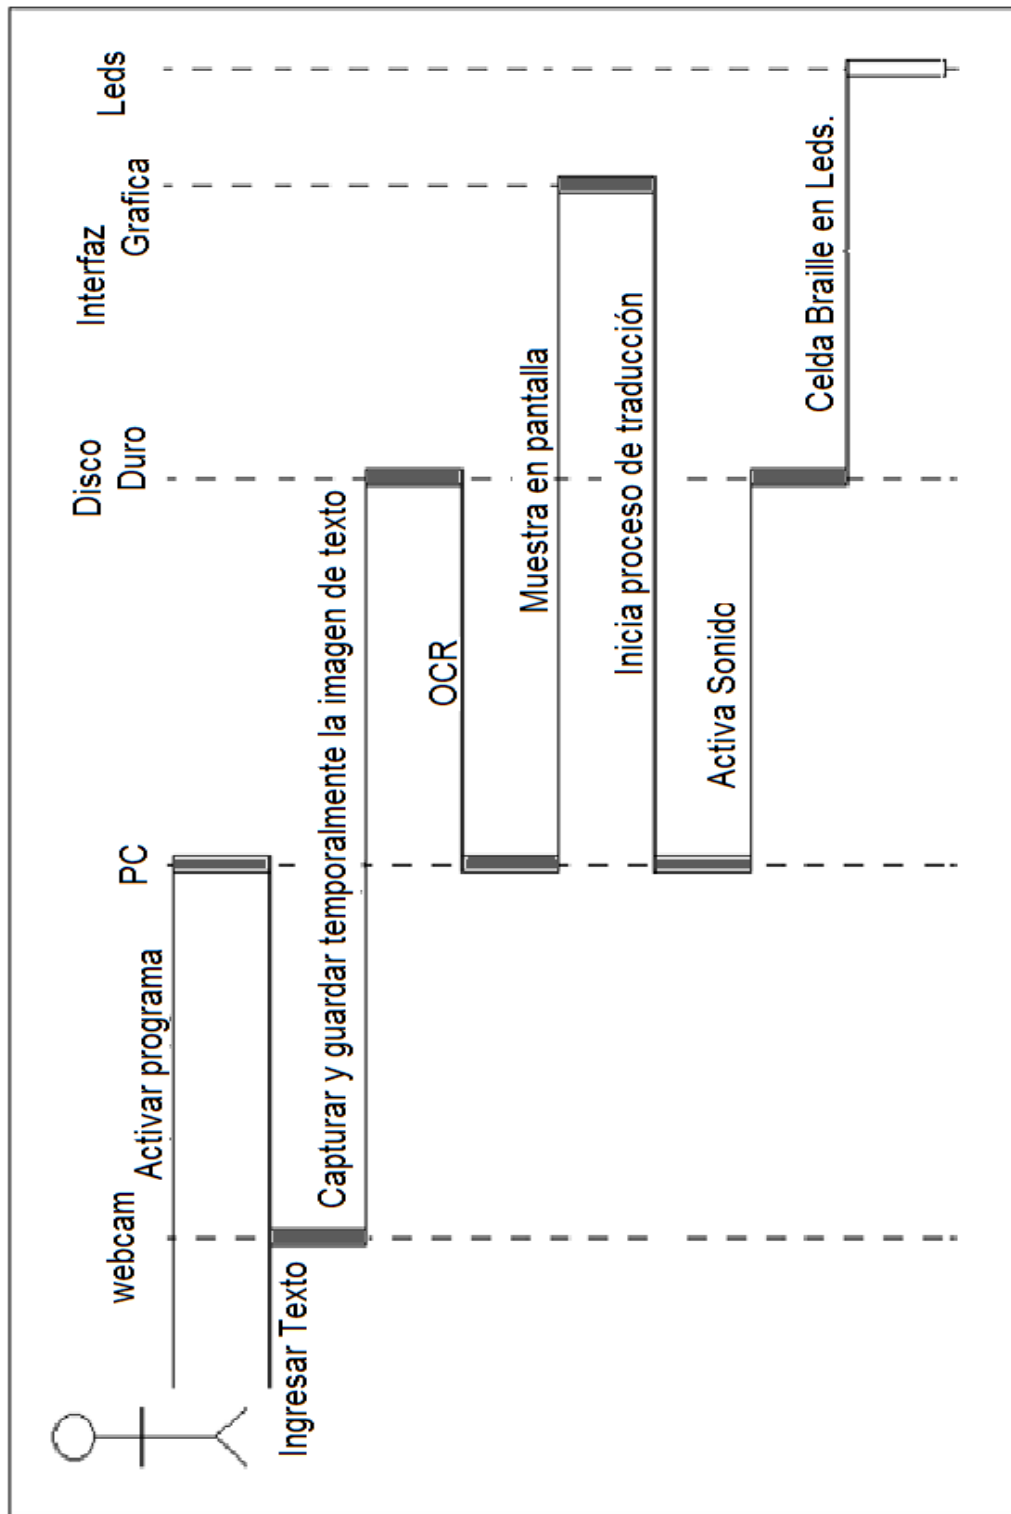 webcam
PC
Disco
Duro
Interfaz
Grafica
Leds
Activar programa
Ingresar Texto
Capturar y guardar temporalmente la imagen de texto
OCR
Muestra en pantalla
Inicia proceso de traducción
Activa Sonido
Celda Braille en Leds.